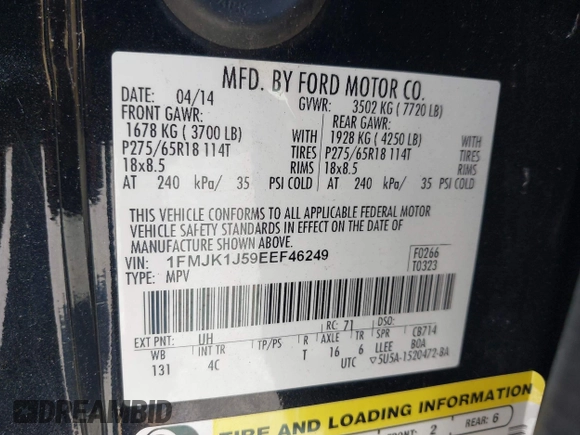 MFD. BY FORD MOTOR CO.
DATE: 04/14 GVWR: 3502 KG ( 7720 LB)
FRONT GAWR: REAR GAWR:
1678 KG ( 3700 LB) 1928 KG ( 4250 LB) WITH
WITH
P275/65R18 114T TIRES P275/65R18 114T TIRES
18x8.5 RIMS 18x8.5 RIMS
AT 240 kPa/ 35 PSI COLD AT 240 kPa/ 35 PSI COLD
THIS VEHICLE CONFORMS TO ALL APPLICABLE FEDERAL MOTOR
VEHICLE SAFETY STANDARDS IN EFFECT ON THE DATE OF
MANUFACTURE SHOWN ABOVE.
VIN: 1FMJK1J59EEF46249 F0266
TYPE: MPV T0323
RC: 71 DSO:
EXT PNT: UH CB714
WB INT TR TP/PS R AXLE TR SPR BOA
131 4C T 16 6 LLEE
UTC 5U5A-1520472-BA
TIRE AND LOADING INFORMATION
FRONT 2 REAR: 6
DREAMBID